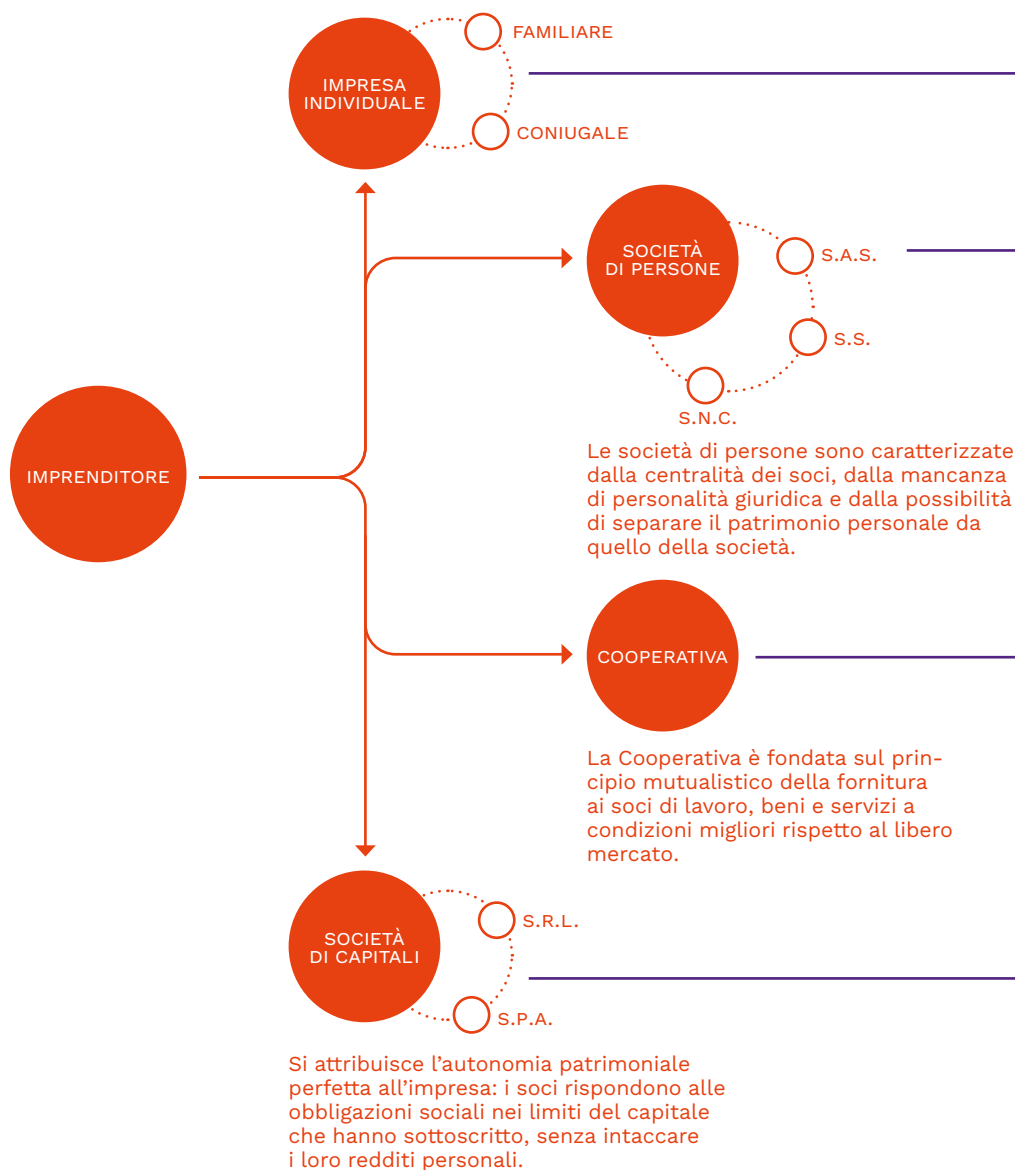 FAMILIARE
IMPRESA
INDIVIDUALE
CONIUGALE
SOCIETÀ
DI PERSONE
S.A.S.
S.S.
S.N.C.
Le società di persone sono caratterizzate
dalla centralità dei soci, dalla mancanza
di personalità giuridica e dalla possibilità
di separare il patrimonio personale da
quello della società.
IMPRENDITORE
COOPERATIVA
La Cooperativa è fondata sul prin-
cipio mutualistico della fornitura
ai soci di lavoro, beni e servizi a
condizioni migliori rispetto al libero
mercato.
SOCIETÀ
DI CAPITALI
S.R.L.
S.P.A.
Si attribuisce l’autonomia patrimoniale
perfetta all’impresa: i soci rispondono alle
obbligazioni sociali nei limiti del capitale
che hanno sottoscritto, senza intaccare
i loro redditi personali.